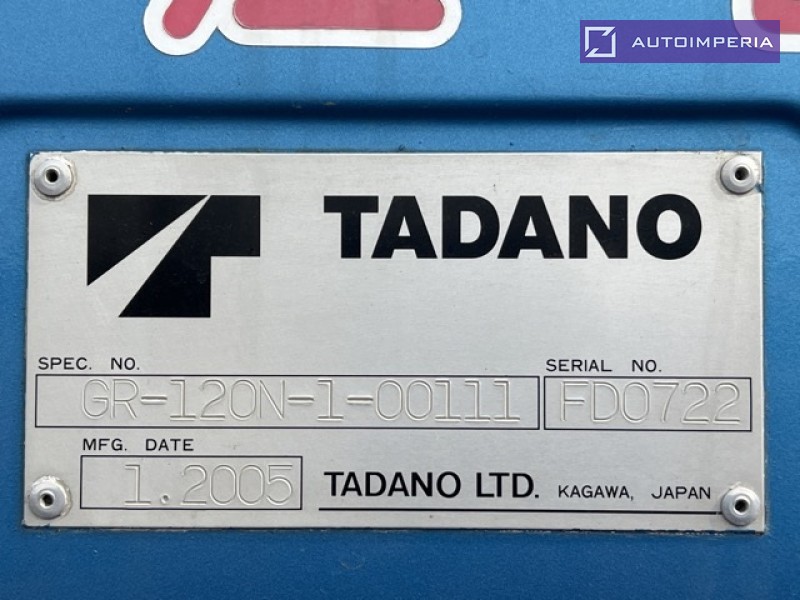 AUTOIMPERIA
TADANO
SPEC. NO. SERIAL NO.
GR-120N-1-00111 FD0722
MFG. DATE
1.2005 TADANO LTD. KAGAWA, JAPAN